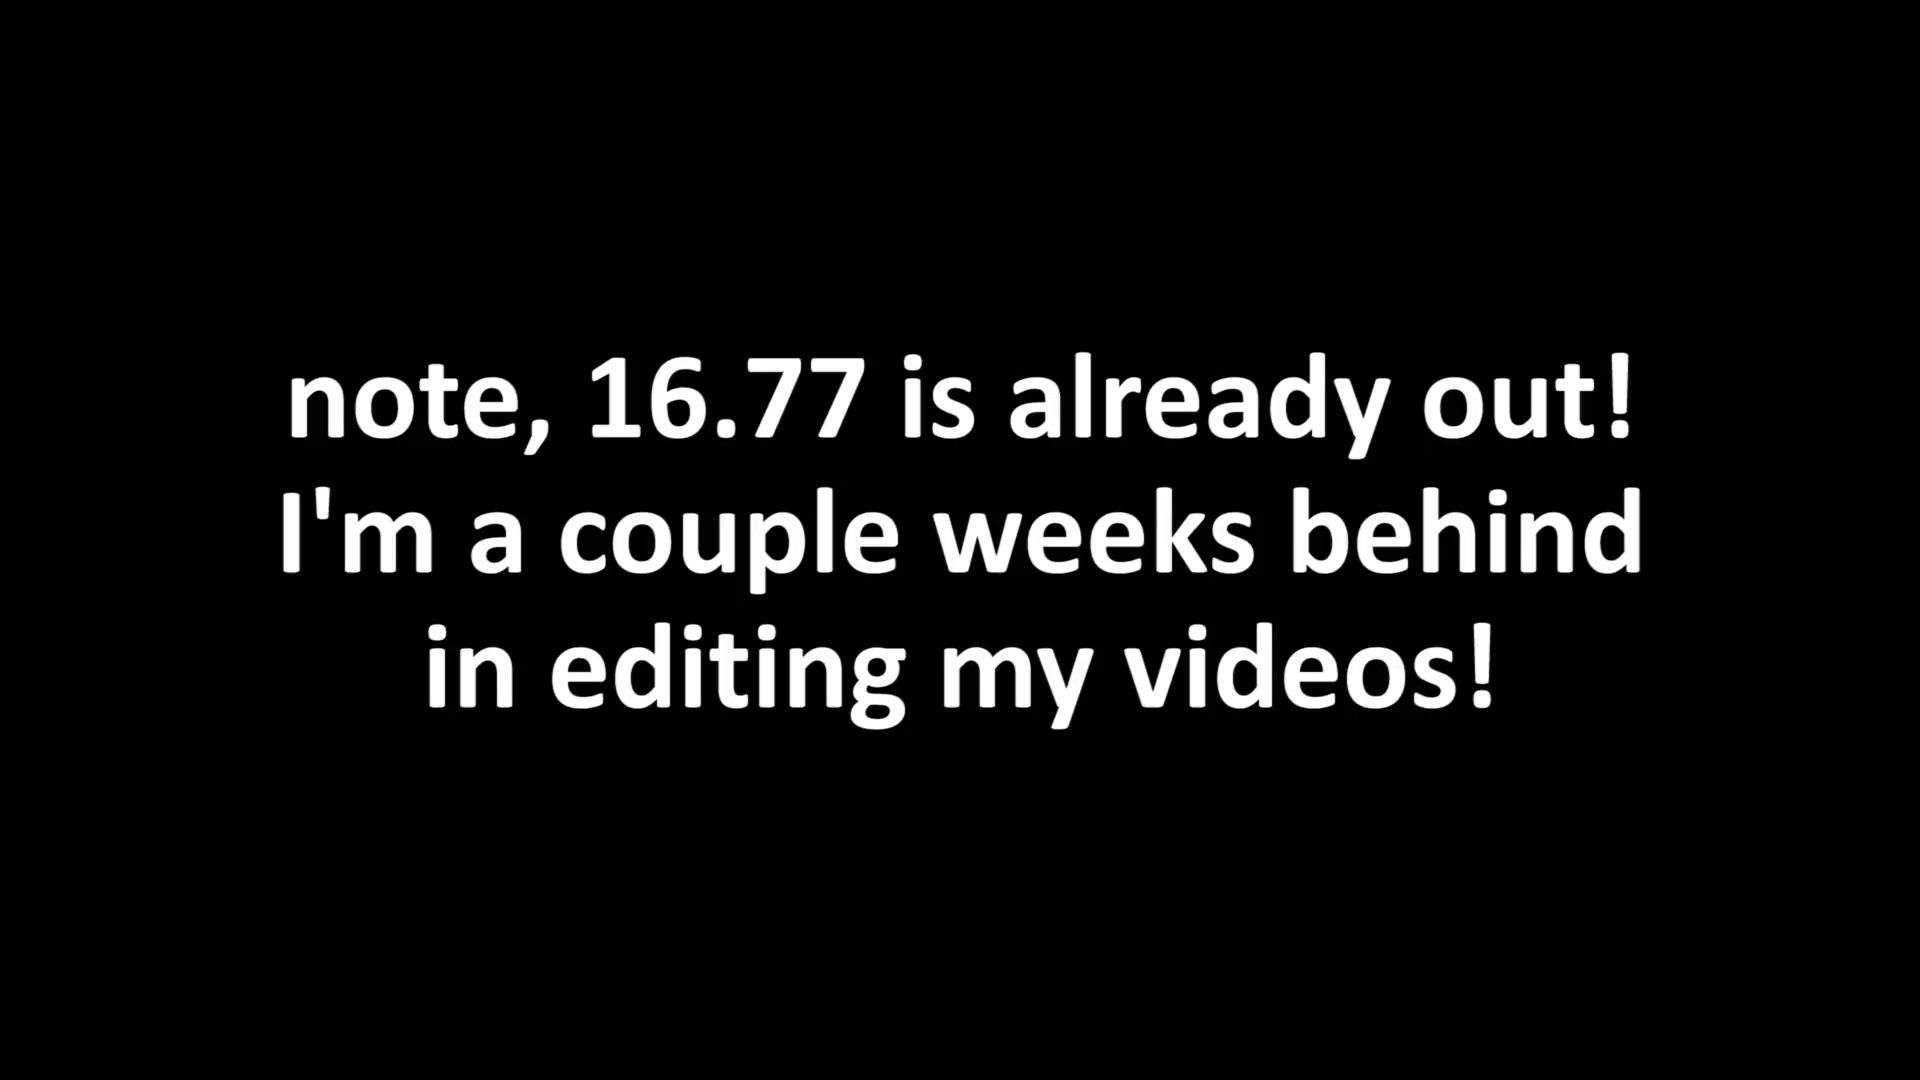 note, 16.77 is already out!
I'm a couple weeks behind
in editing my videos!